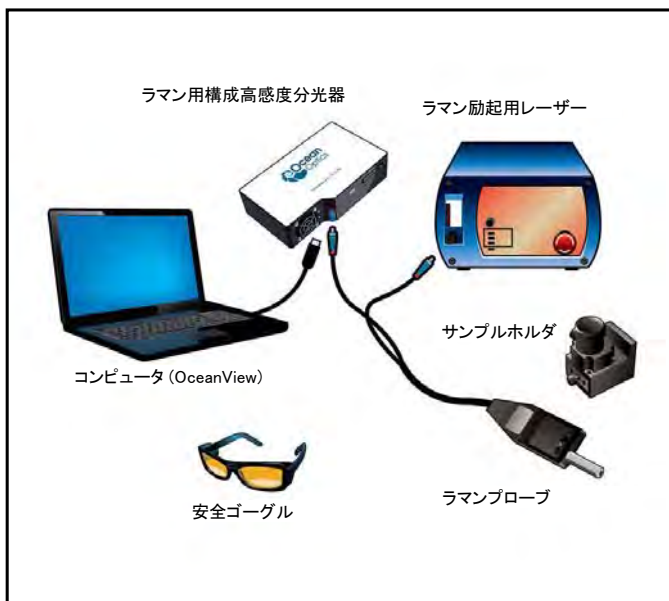 ラマン用構成高感度分光器
ラマン励起用レーザー
Ocean
Optics
サンプルホルダ
コンピュータ (OceanView)
安全ゴーグル
ラマンプローブ